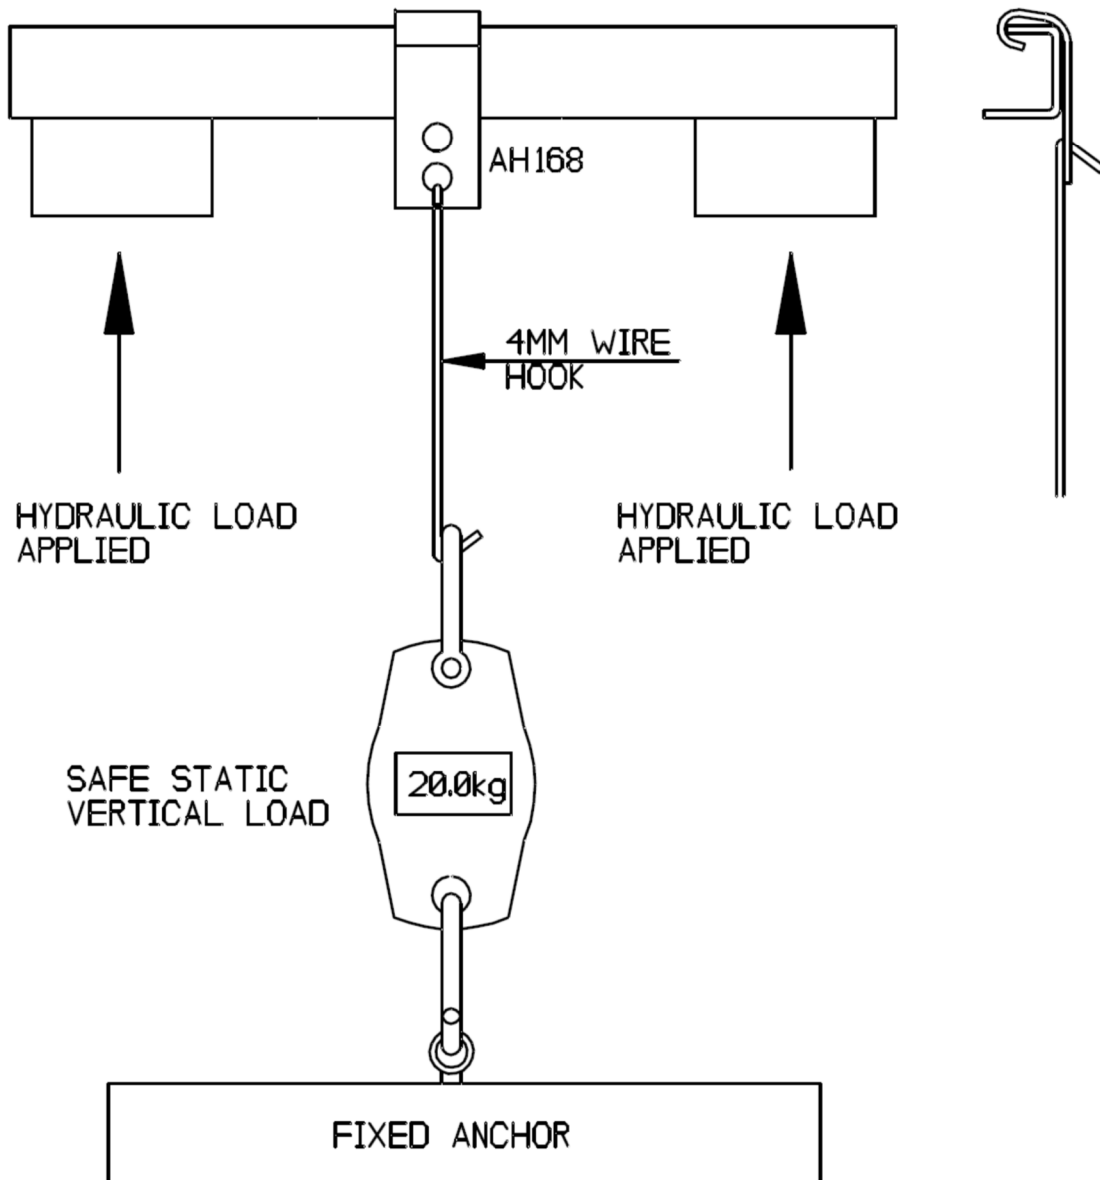 AH168
4MM WIRE
HOOK
HYDRAULIC LOAD
APPLIED
HYDRAULIC LOAD
APPLIED
SAFE STATIC
VERTICAL LOAD
20.0kg
FIXED ANCHOR